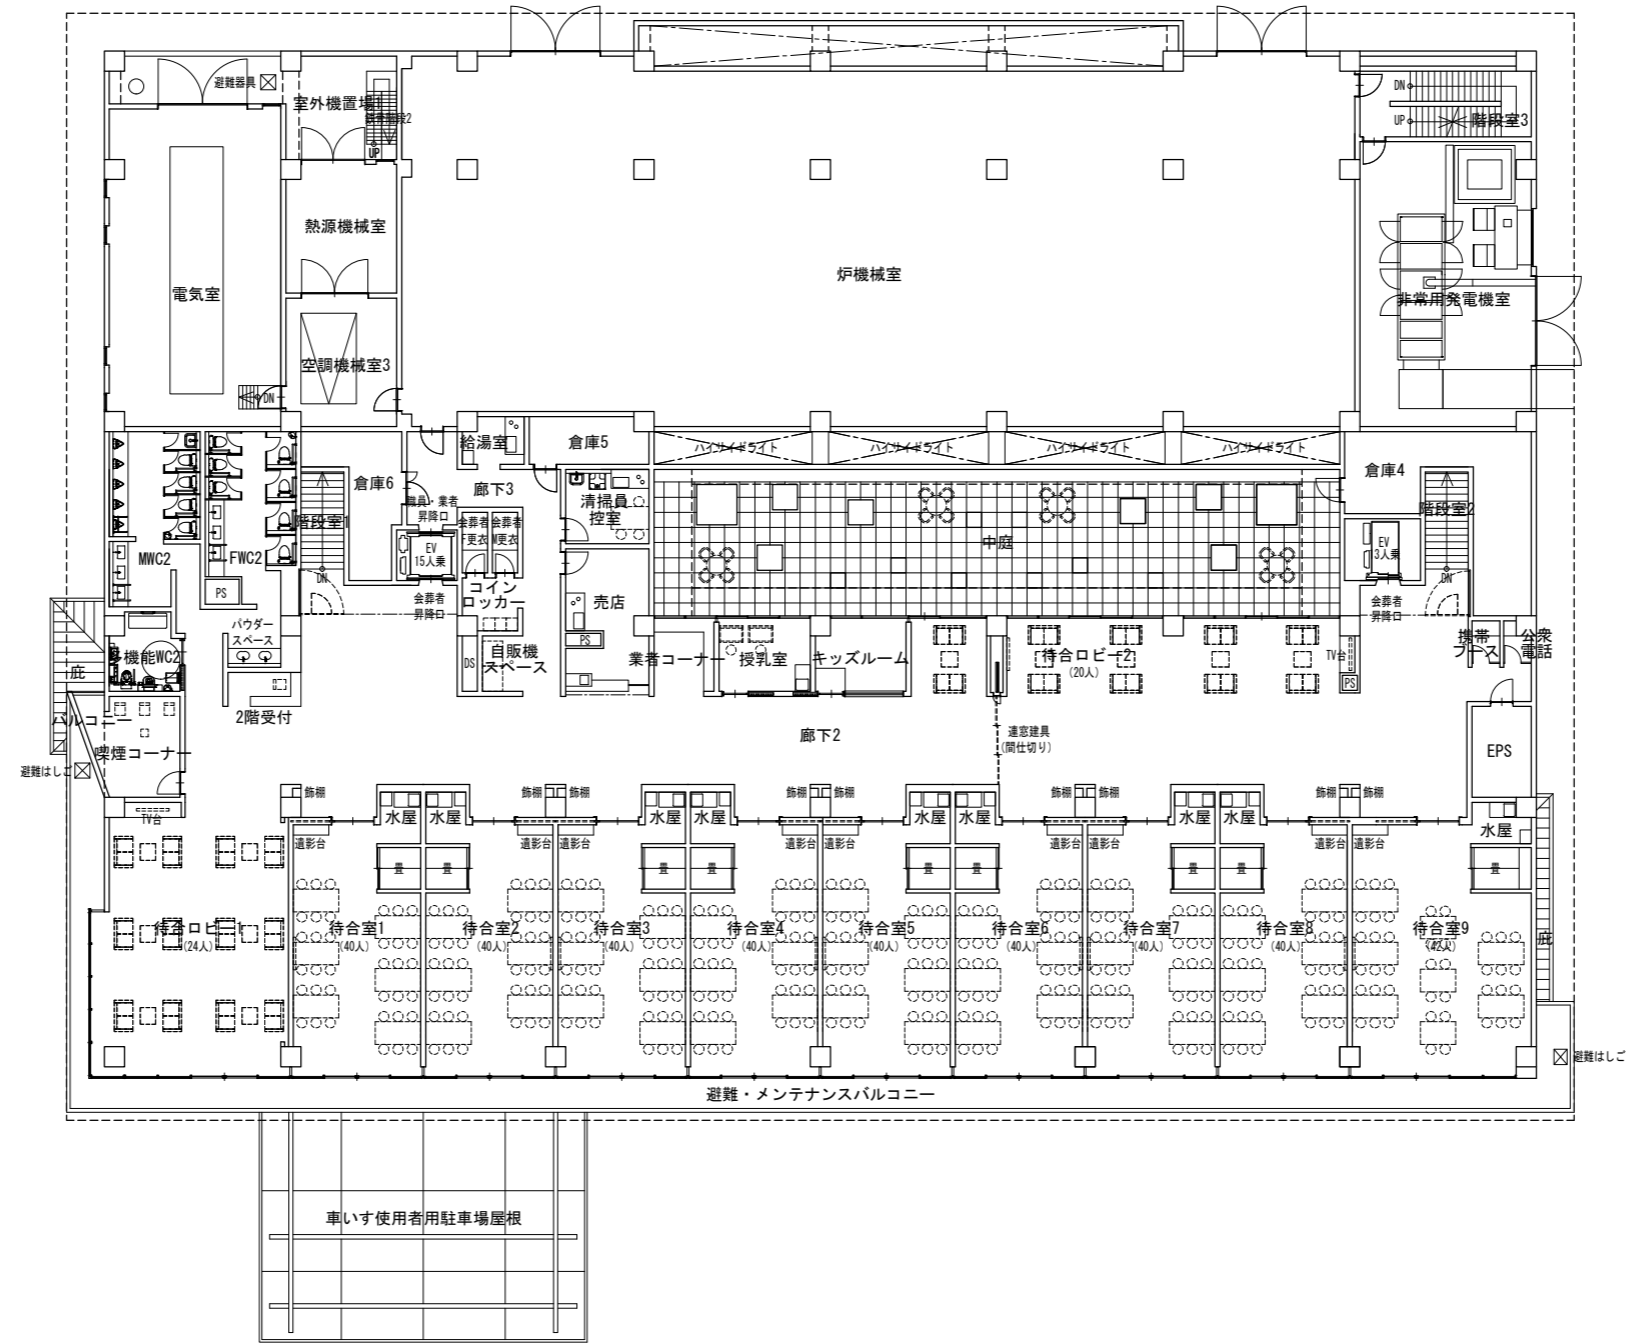 避難器具
室外機置場1
鉄骨階段2
UP
DN
UP
階段室3
熱源機械室
炉機械室
電気室
非常用発電機室
空調機械室3
DN
給湯室
倉庫5
ハイサイドライト
ハイサイドライト
ハイサイドライト
ハイサイドライト
倉庫6
廊下3
清掃員
控室
倉庫4
職員・業者
昇降口
階段室1
会葬者
F更衣
会葬者
M更衣
中庭
階段室2
MWC2
FWC2
EV
15人乗
EV
13人乗
DN
DN
PS
会葬者
昇降口
コイン
ロッカー
売店
会葬者
昇降口
パウダー
スペース
PS
多機能WC2
庇
DS
自販機
スペース
業者コーナー
授乳室
キッズルーム
待合ロビー2
(20人)
TV台
PS
携帯
ブース
公衆
電話
バルコニー
2階受付
廊下2
連窓建具
(間仕切り)
喫煙コーナー
EPS
避難はしご
飾棚
飾棚
飾棚
飾棚
飾棚
飾棚
飾棚
飾棚
飾棚
TV台
水屋
水屋
水屋
水屋
水屋
水屋
水屋
水屋
水屋
遺影台
遺影台
遺影台
遺影台
遺影台
遺影台
遺影台
遺影台
遺影台
畳
畳
畳
畳
畳
畳
畳
畳
畳
待合ロビー1
(24人)
待合室1
(40人)
待合室2
(40人)
待合室3
(40人)
待合室4
(40人)
待合室5
(40人)
待合室6
(40人)
待合室7
(40人)
待合室8
(40人)
待合室9
(42人)
庇
避難はしご
避難・メンテナンスバルコニー
車いす使用者用駐車場屋根